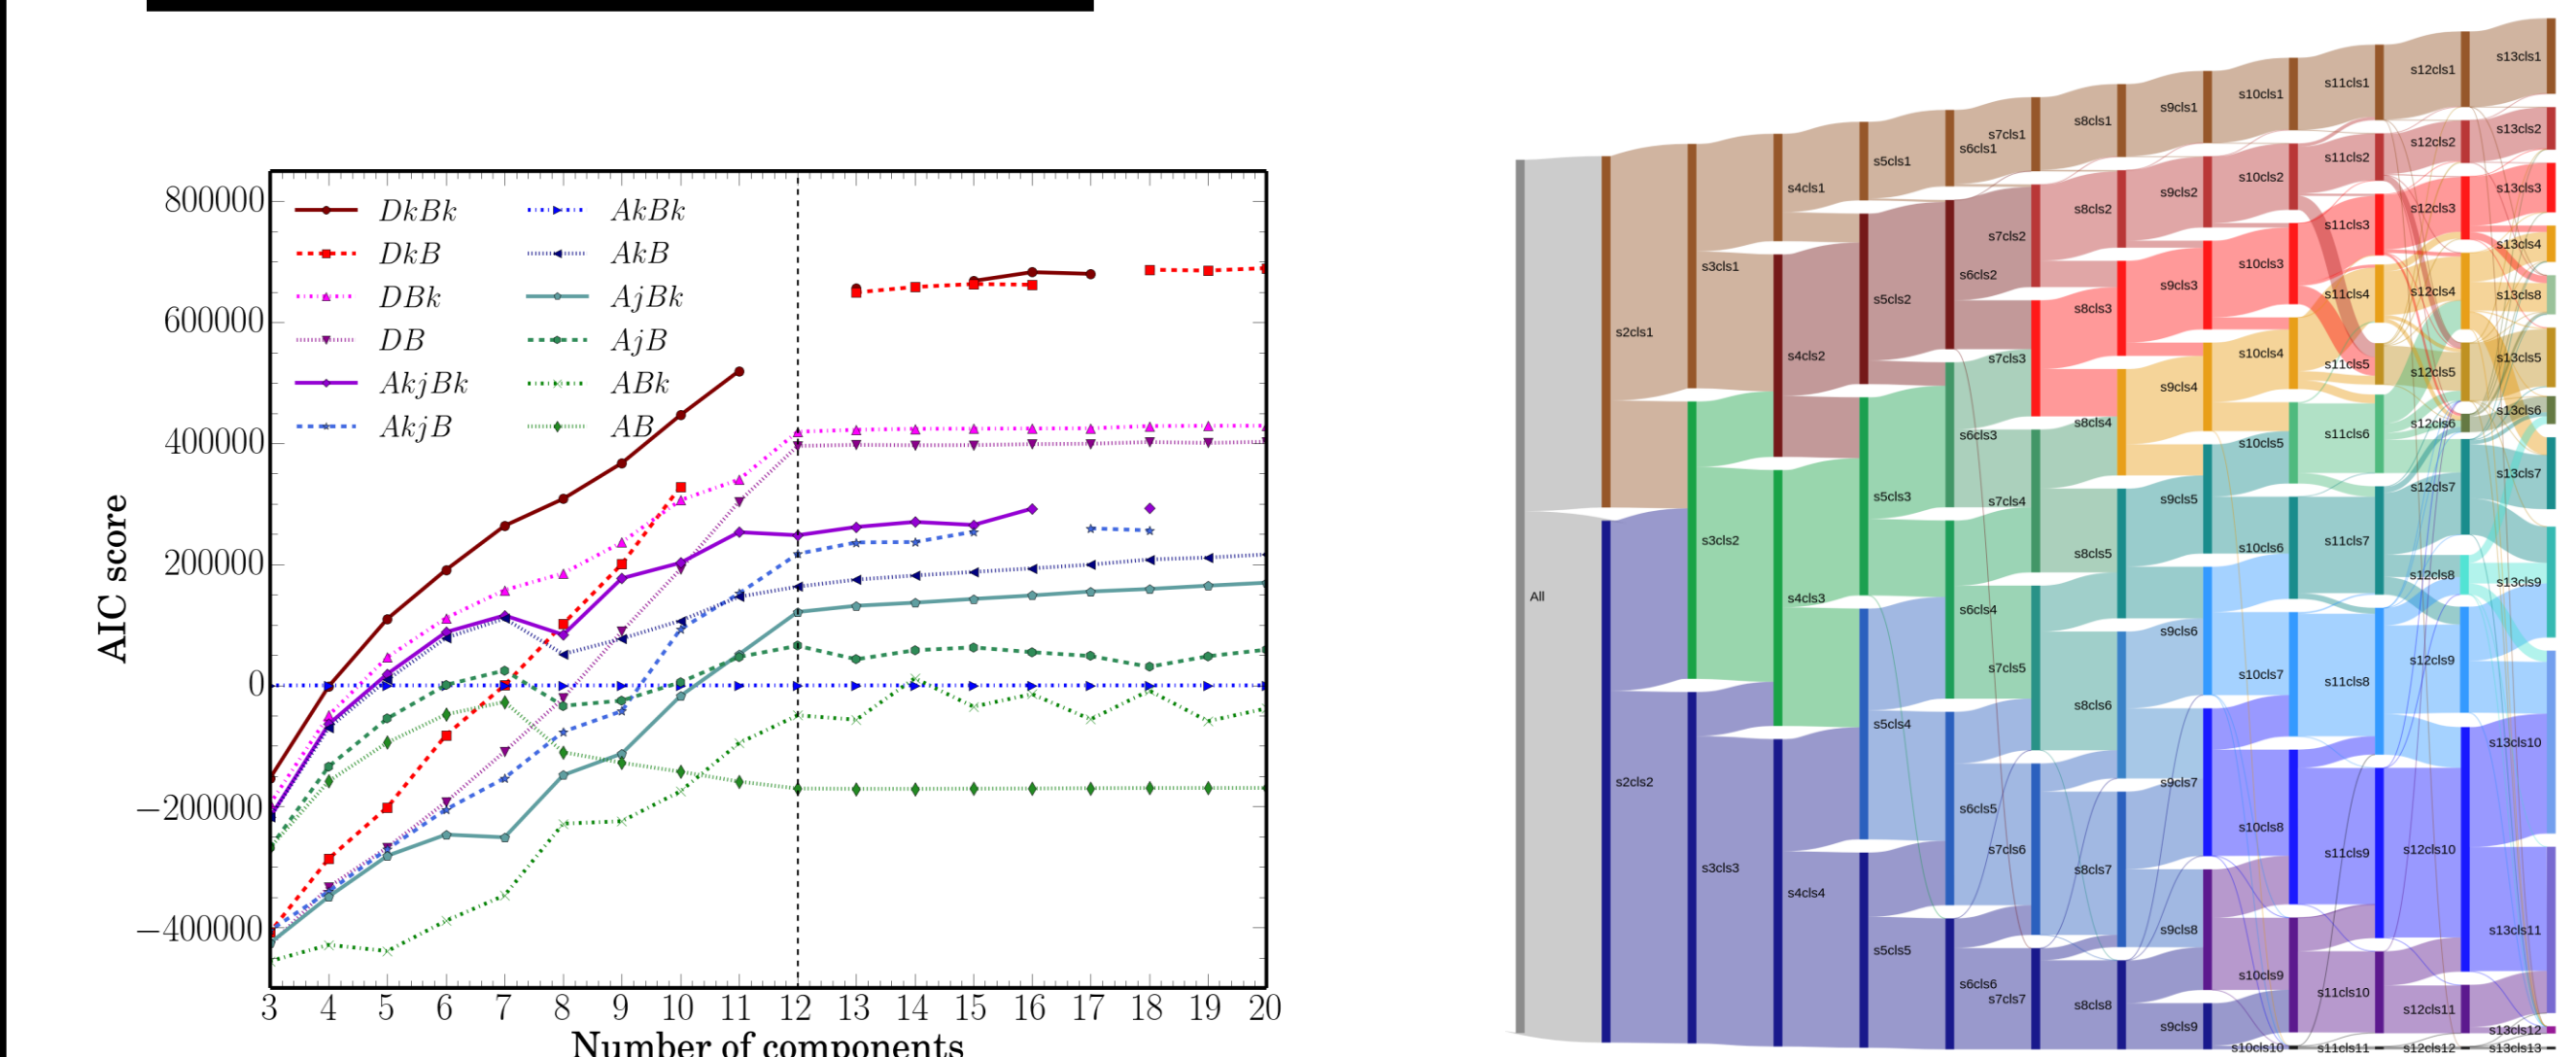 800000
600000
400000
200000
0
−200000
−400000
AIC score
DkBk
DkB
DBk
DB
AkjBk
AkjB
AkBk
AkB
AjBk
AjB
ABk
AB
3 4 5 6 7 8 9 10 11 12 13 14 15 16 17 18 19 20
Number of components
All
s2cls1
s2cls2
s3cls1
s3cls2
s3cls3
s4cls1
s4cls2
s4cls3
s4cls4
s5cls1
s5cls2
s5cls3
s5cls4
s5cls5
s6cls1
s6cls2
s6cls3
s6cls4
s6cls5
s6cls6
s7cls1
s7cls2
s7cls3
s7cls4
s7cls5
s7cls6
s7cls7
s8cls1
s8cls2
s8cls3
s8cls4
s8cls5
s8cls6
s8cls7
s8cls8
s9cls1
s9cls2
s9cls3
s9cls4
s9cls5
s9cls6
s9cls7
s9cls8
s9cls9
s10cls1
s10cls2
s10cls3
s10cls4
s10cls5
s10cls6
s10cls7
s10cls8
s10cls9
s10cls10
s11cls1
s11cls2
s11cls3
s11cls4
s11cls5
s11cls6
s11cls7
s11cls8
s11cls9
s11cls10
s11cls11
s12cls1
s12cls2
s12cls3
s12cls4
s12cls5
s12cls6
s12cls7
s12cls8
s12cls9
s12cls10
s12cls11
s12cls12
s13cls1
s13cls2
s13cls3
s13cls4
s13cls8
s13cls5
s13cls6
s13cls7
s13cls9
s13cls10
s13cls11
s13cls12
s13cls13